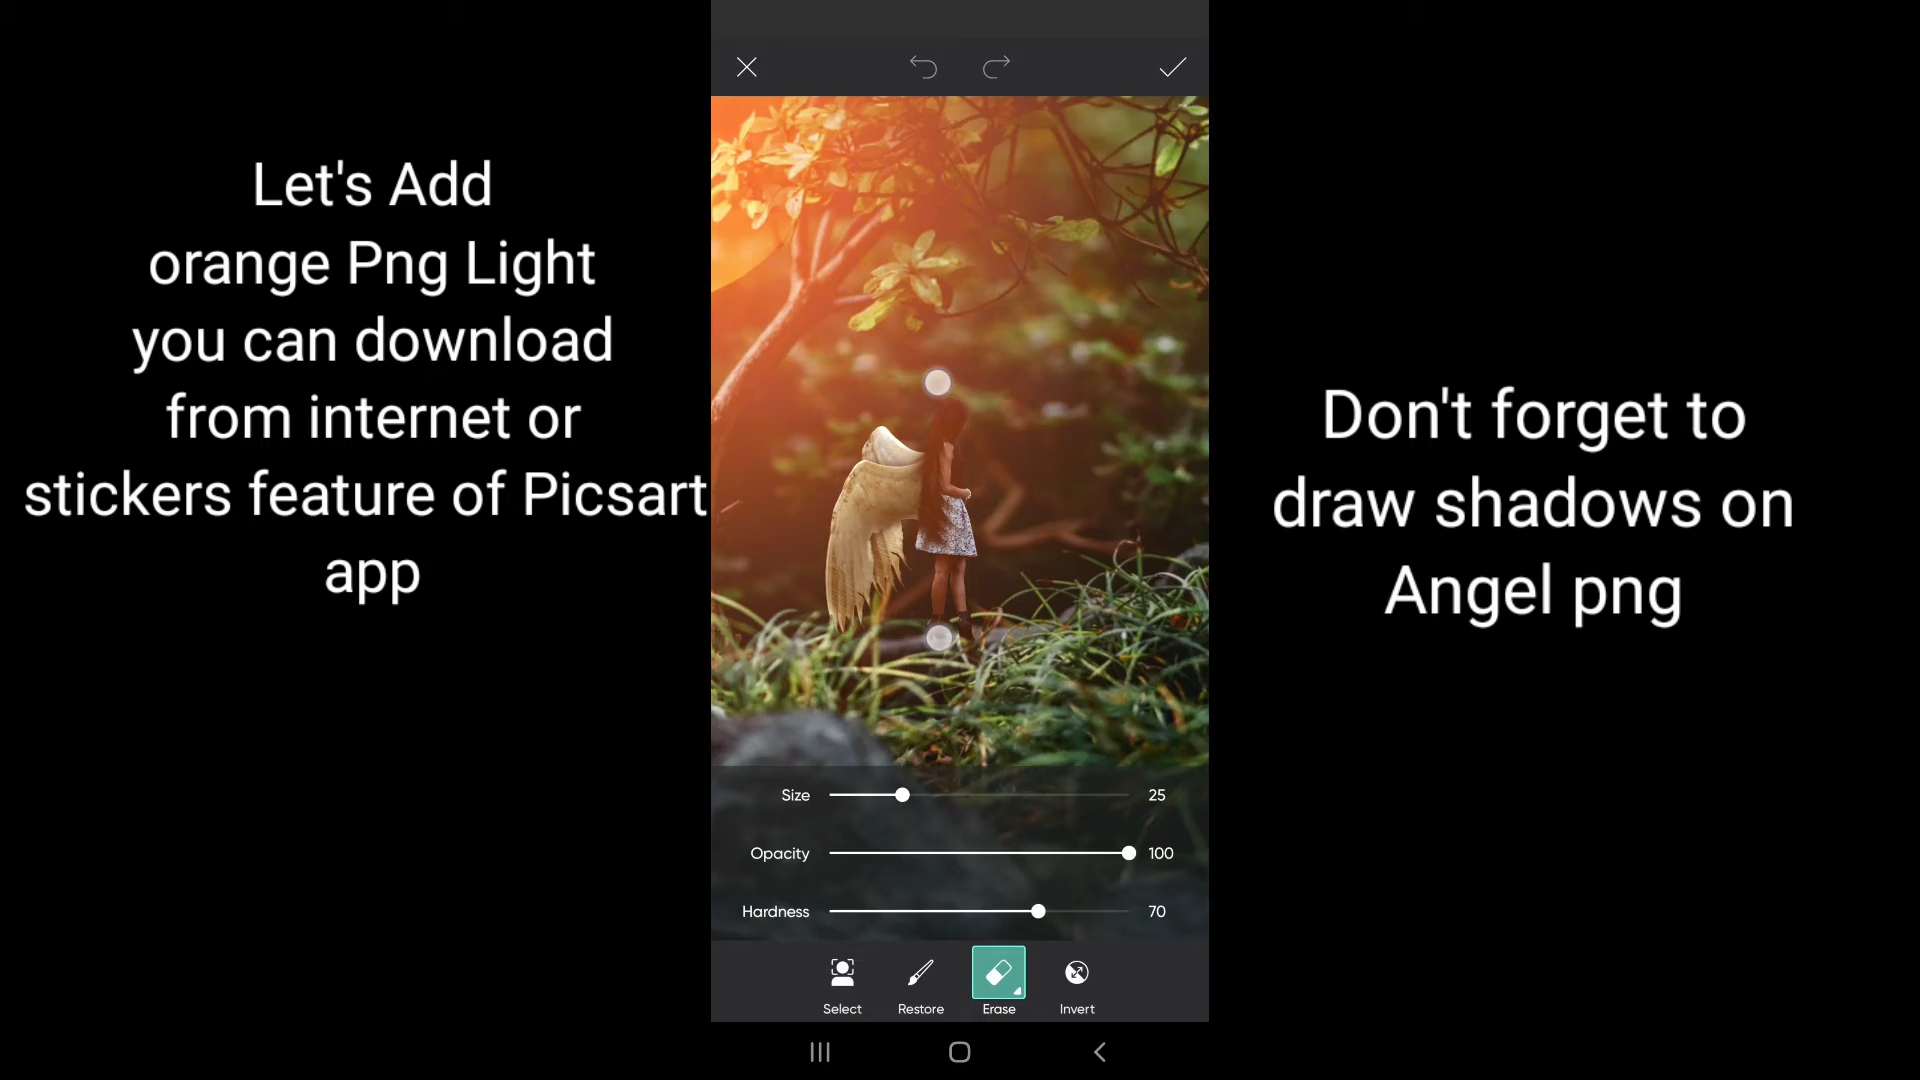 Let's Add
orange Png Light
you can download
from internet or
stickers feature of Picsart
app
Don't forget to
draw shadows on
Angel png
Size 25
Opacity 100
Hardness 70
Select Restore Erase Invert